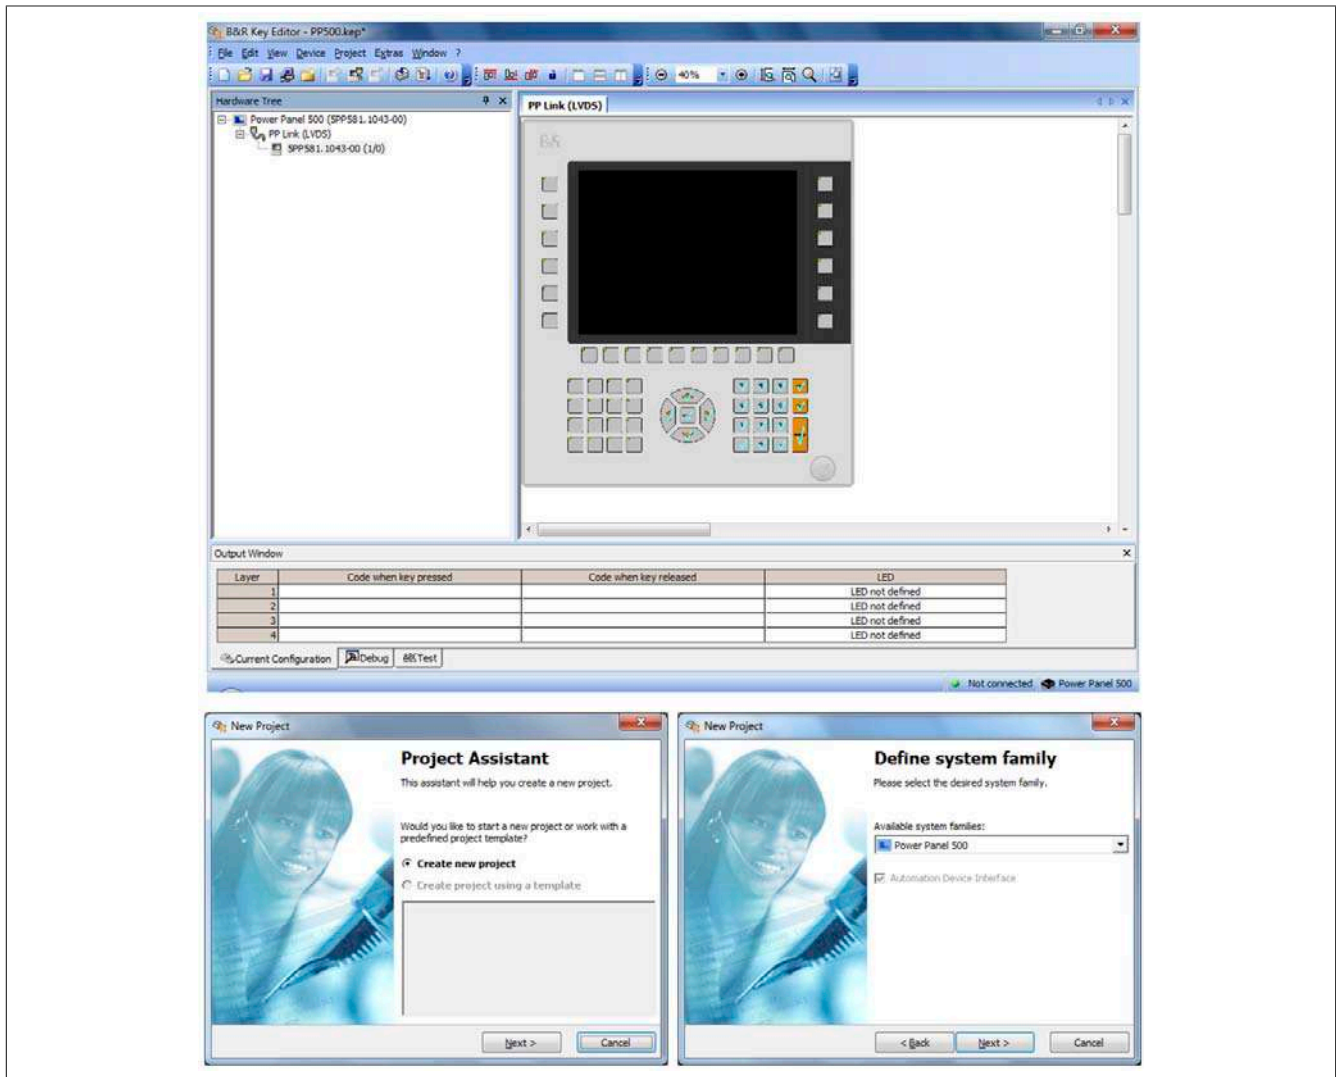 B&R Key Editor - PP500.kep*
File Edit View Device Project Extras Window ?
40%
Hardware Tree
PP Link (LVDS)
Power Panel 500 (5PP581.1043-00)
PP Link (LVDS)
5PP581.1043-00 (1/0)
B&R
Output Window
Layer Code when key pressed Code when key released LED
1 LED not defined
2 LED not defined
3 LED not defined
4 LED not defined
Current Configuration Debug Test
Not connected Power Panel 500
New Project
Project Assistant
This assistant will help you create a new project.
Would you like to start a new project or work with a
predefined project template?
Create new project
Create project using a template
Next > Cancel
New Project
Define system family
Please select the desired system family.
Available system families:
Power Panel 500
Automation Device Interface
< Back Next > Cancel